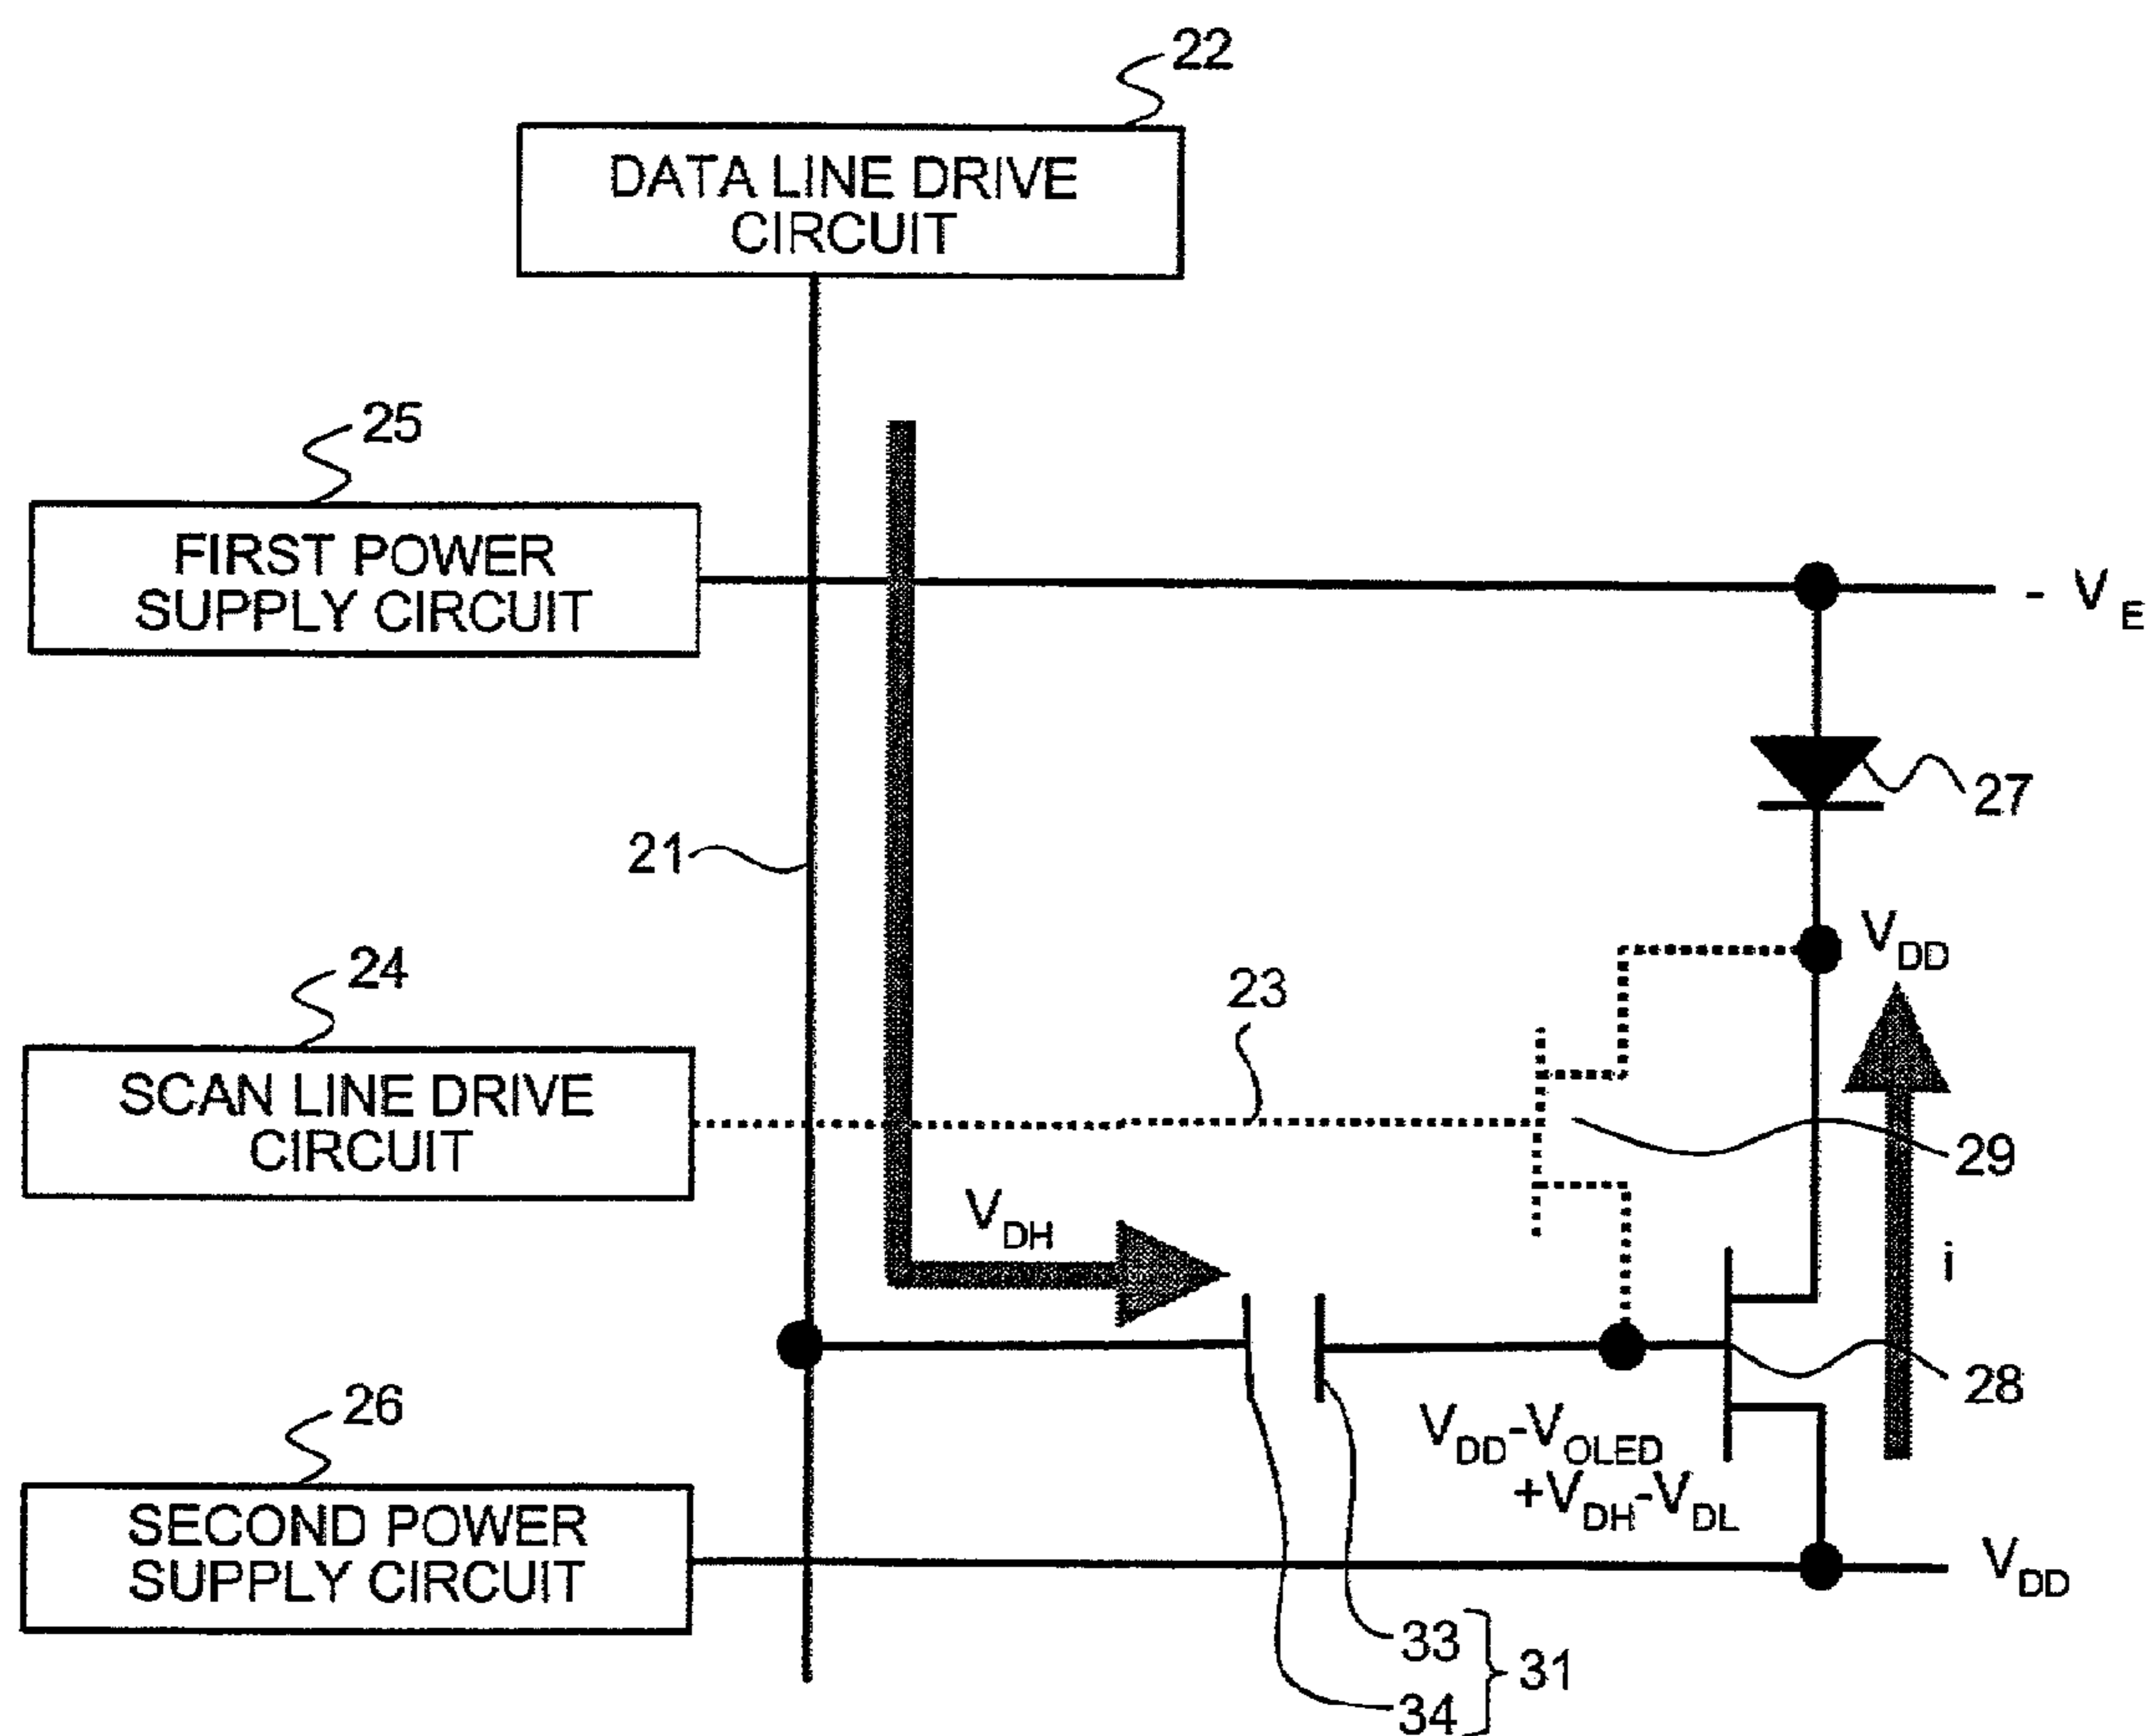 22
DATA LINE DRIVE
CIRCUIT
25
FIRST POWER
SUPPLY CIRCUIT
- VE
27
21
24
VDD
23
SCAN LINE DRIVE
CIRCUIT
29
VDH
i
26
28
VDD-VOLED
+VDH-VDL
SECOND POWER
SUPPLY CIRCUIT
VDD
33
31
34